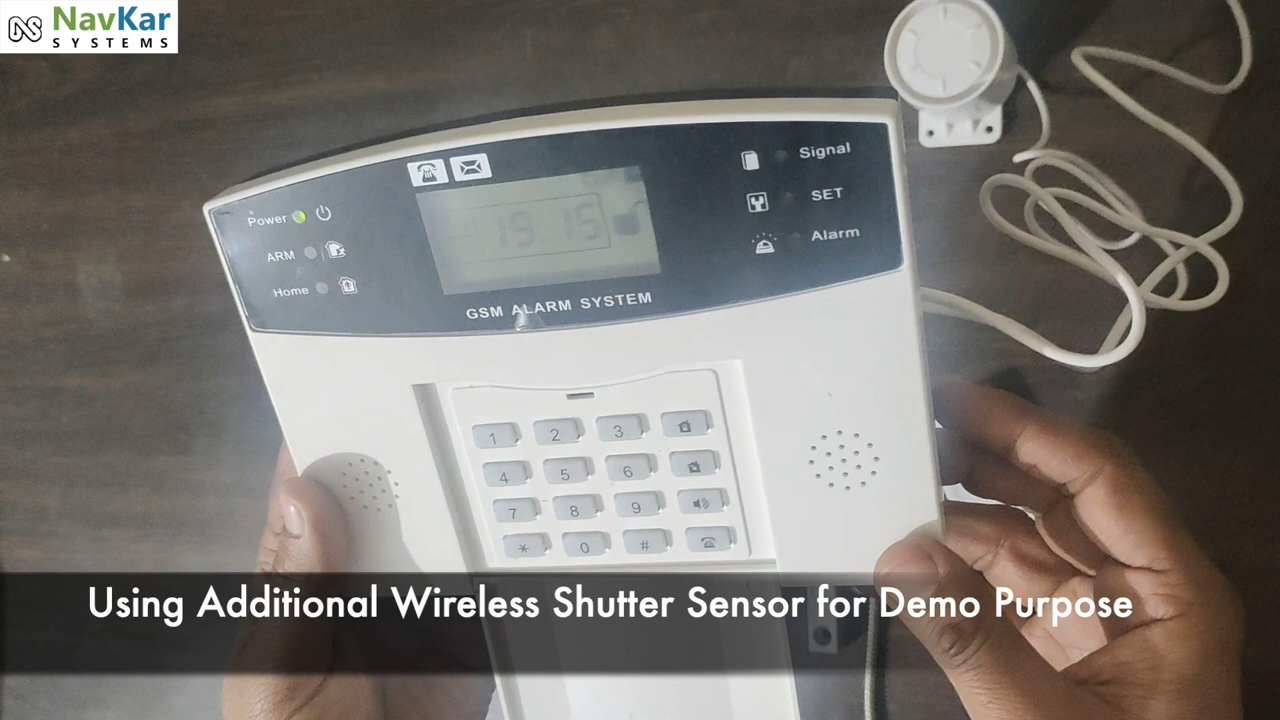 NavKar
SYSTEMS
Power
ARM
Home
19 15
Signal
SET
Alarm
GSM ALARM SYSTEM
1 2 3
4 5 6
7 8 9
* 0 #
Using Additional Wireless Shutter Sensor for Demo Purpose